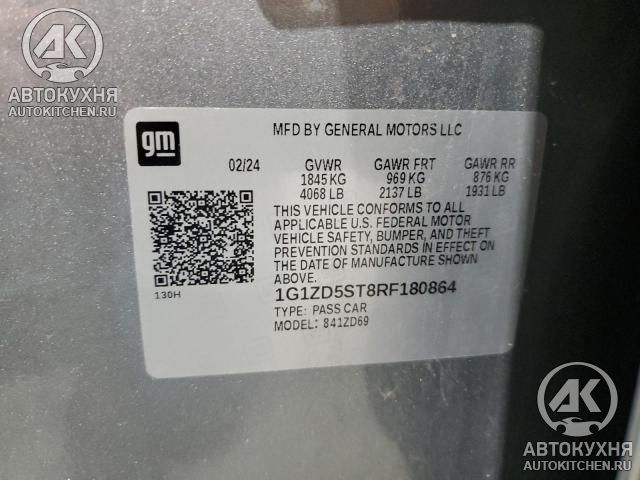 АВТОКУХНЯ
AUTOKITCHEN.RU
gm
MFD BY GENERAL MOTORS LLC
02/24 GVWR GAWR FRT GAWR RR
1845 KG 969 KG 876 KG
4068 LB 2137 LB 1931 LB
THIS VEHICLE CONFORMS TO ALL
APPLICABLE U.S. FEDERAL MOTOR
VEHICLE SAFETY, BUMPER, AND THEFT
PREVENTION STANDARDS IN EFFECT ON
THE DATE OF MANUFACTURE SHOWN
ABOVE.
130H
1G1ZD5ST8RF180864
TYPE: PASS CAR
MODEL: 841ZD69
АК
АВТОКУХНЯ
AUTOKITCHEN.RU